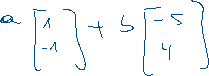 a [1 -1] + b [-5 4]